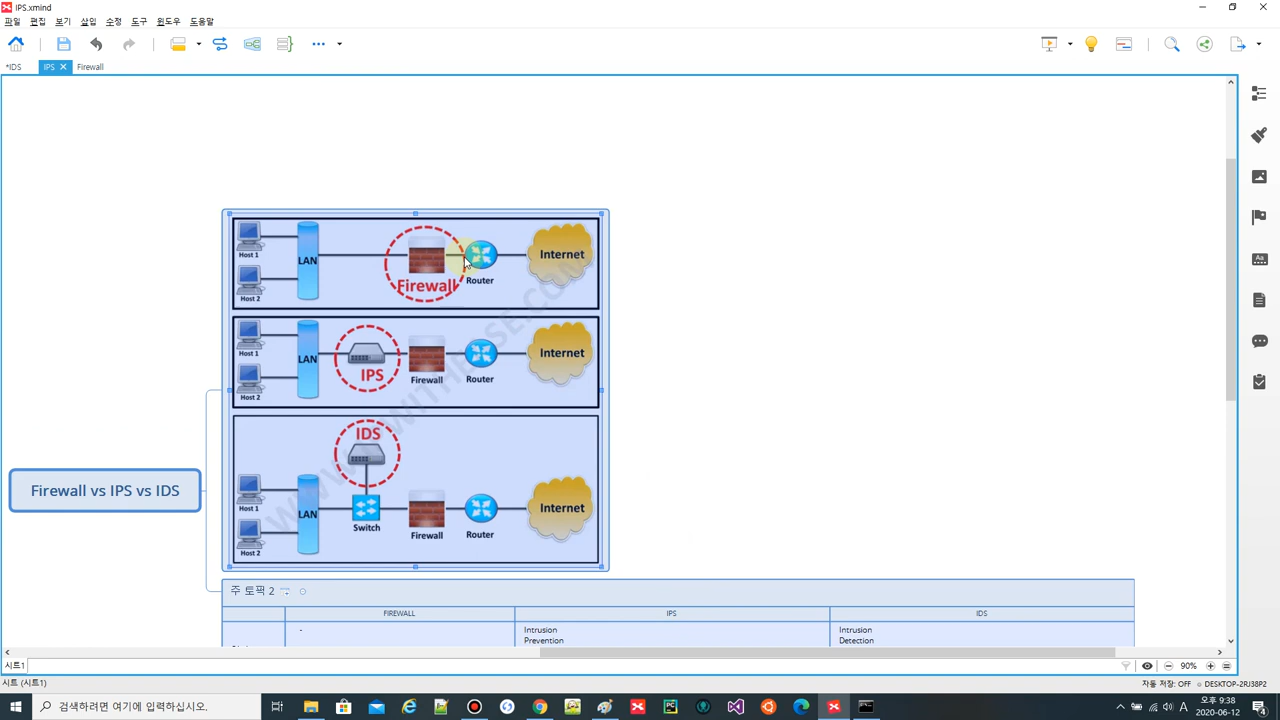 IPS.xmind
파일 편집 보기 삽입 수정 도구 윈도우 도움말
*IDS IPS Firewall
Host 1
LAN
Host 2
Firewall
Router
Internet
Host 1
LAN
Host 2
IPS
Firewall
Router
Internet
IDS
Host 1
LAN
Host 2
Switch
Firewall
Router
Internet
WWW.IPWITHEASE.COM
Firewall vs IPS vs IDS
주 토픽 2
FIREWALL IPS IDS
- Intrusion Intrusion
Prevention Detection
시트1
90%
시트 (시트1)
자동 저장: OFF DESKTOP-2RJ38P2
검색하려면 여기에 입력하십시오.
A 오후 9:38
2020-06-12
4